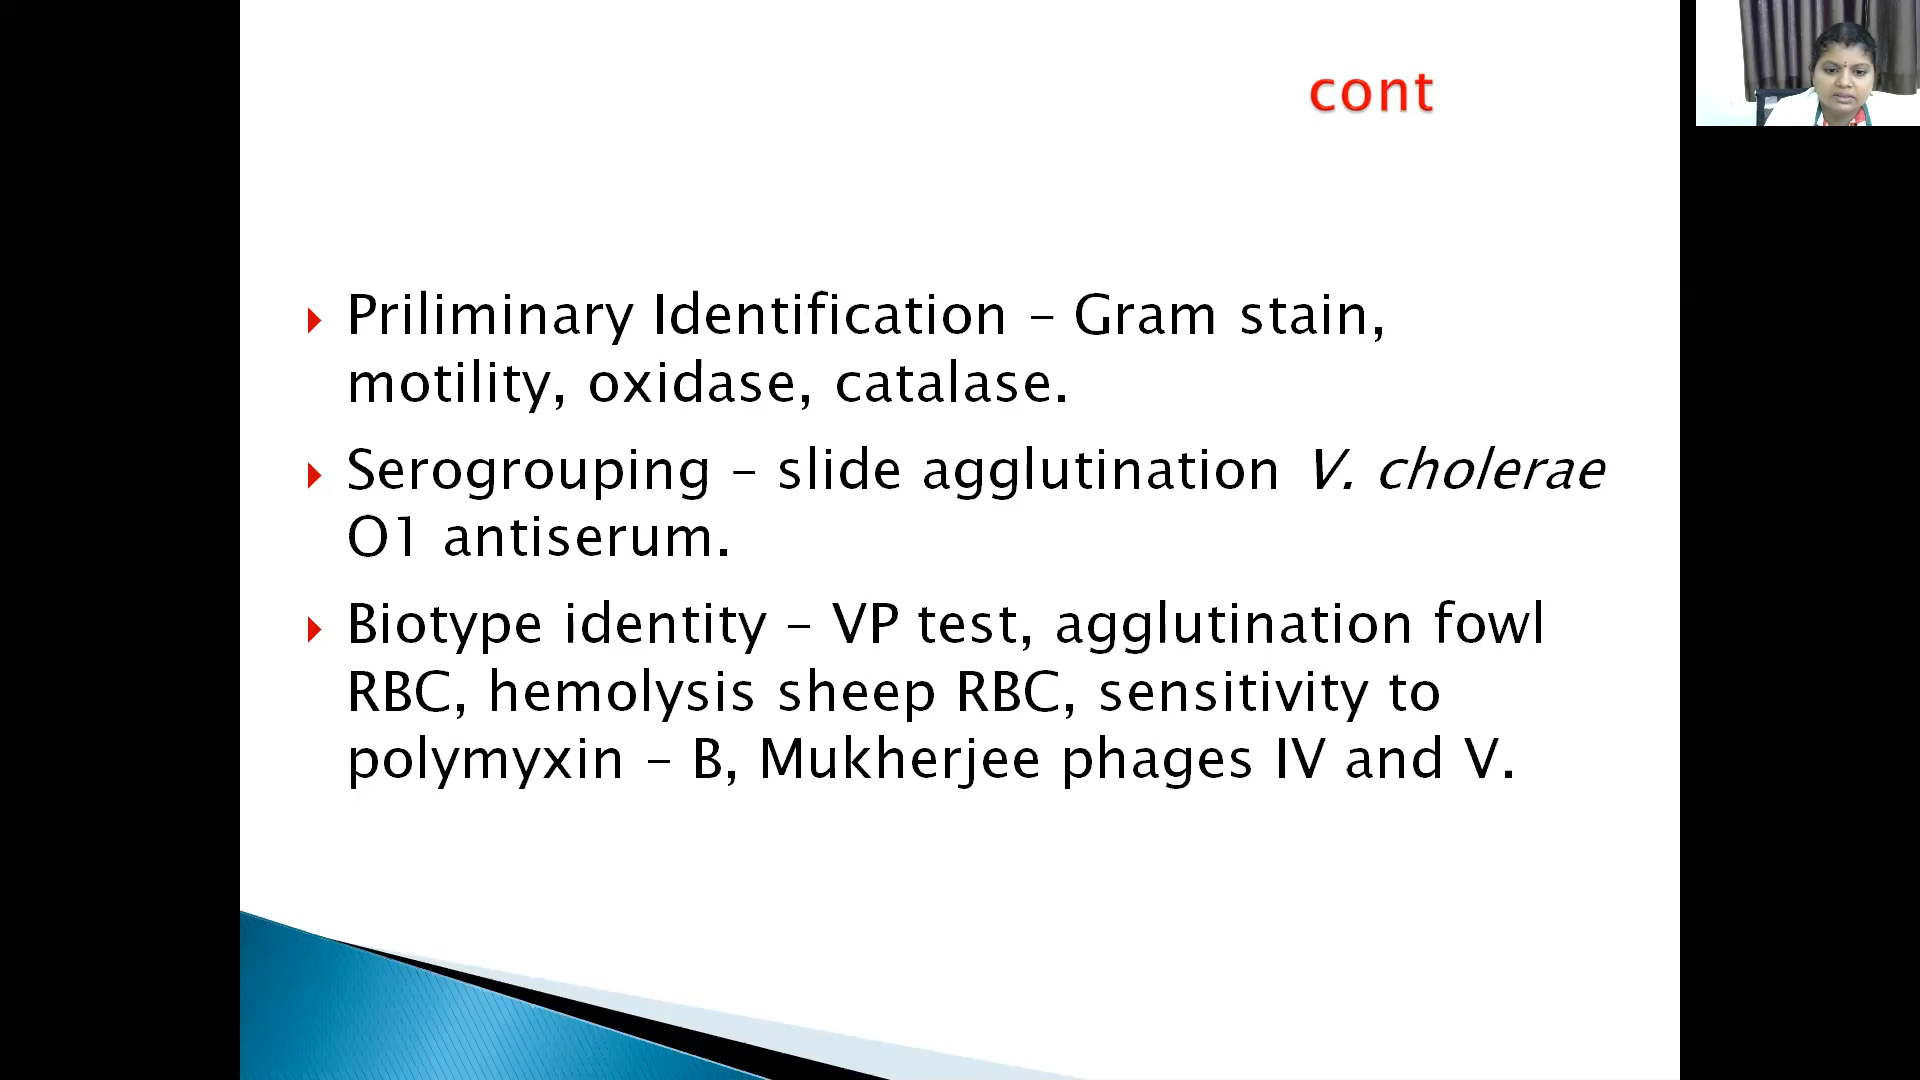 cont
Priliminary Identification – Gram stain,
motility, oxidase, catalase.
Serogrouping – slide agglutination V. cholerae
O1 antiserum.
Biotype identity – VP test, agglutination fowl
RBC, hemolysis sheep RBC, sensitivity to
polymyxin – B, Mukherjee phages IV and V.